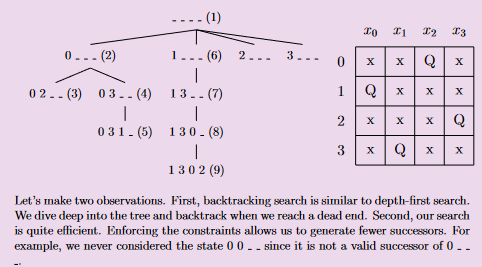 _ _ _ _ (1)
0 _ _ _ (2) 1 _ _ _ (6) 2 _ _ _ 3 _ _ _
0 2 _ _ (3) 0 3 _ _ (4) 1 3 _ _ (7)
0 3 1 _ (5) 1 3 0 _ (8)
1 3 0 2 (9)
x0 x1 x2 x3
0 x x Q x
1 Q x x x
2 x x x Q
3 x Q x x
Let's make two observations. First, backtracking search is similar to depth-first search.
We dive deep into the tree and backtrack when we reach a dead end. Second, our search
is quite efficient. Enforcing the constraints allows us to generate fewer successors. For
example, we never considered the state 0 0 _ _ since it is not a valid successor of 0 _ _
_.